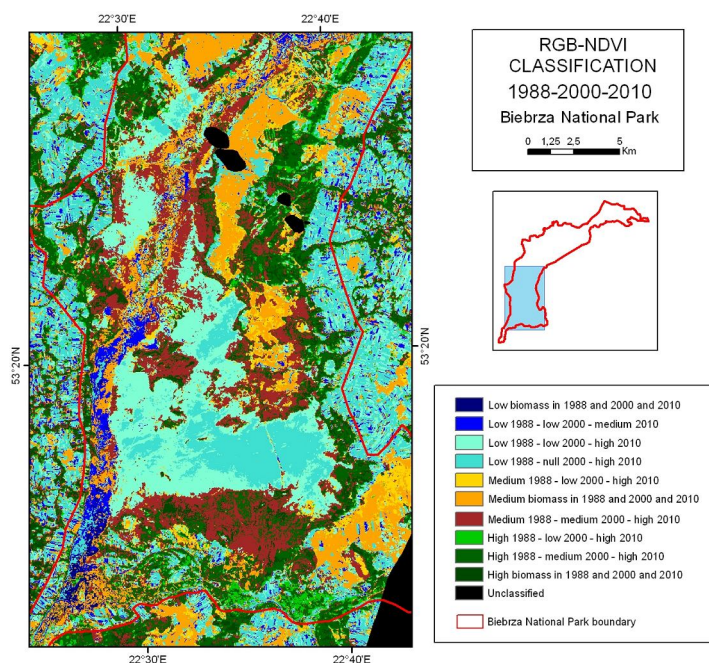 22°30'E
22°40'E
RGB-NDVI
CLASSIFICATION
1988-2000-2010
Biebrza National Park
0 1,25 2,5 5
Km
53°20'N
53°20'N
Low biomass in 1988 and 2000 and 2010
Low 1988 - low 2000 - medium 2010
Low 1988 - low 2000 - high 2010
Low 1988 - null 2000 - high 2010
Medium 1988 - low 2000 - high 2010
Medium biomass in 1988 and 2000 and 2010
Medium 1988 - medium 2000 - high 2010
High 1988 - low 2000 - high 2010
High 1988 - medium 2000 - high 2010
High biomass in 1988 and 2000 and 2010
Unclassified
Biebrza National Park boundary
22°30'E
22°40'E